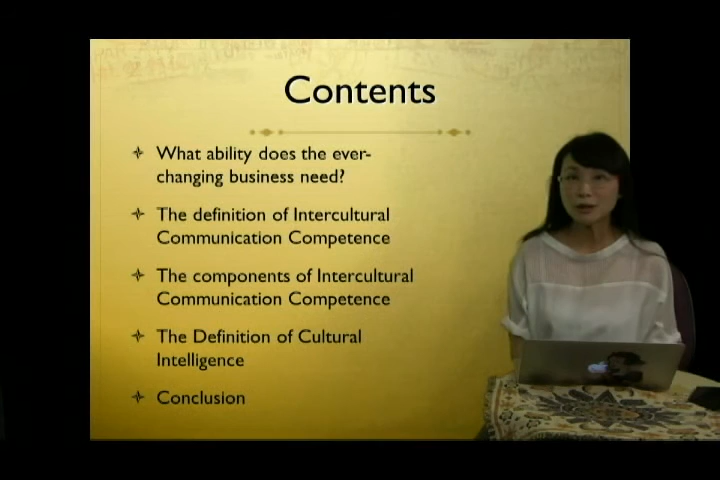 Contents
What ability does the ever-
changing business need?
The definition of Intercultural
Communication Competence
The components of Intercultural
Communication Competence
The Definition of Cultural
Intelligence
Conclusion